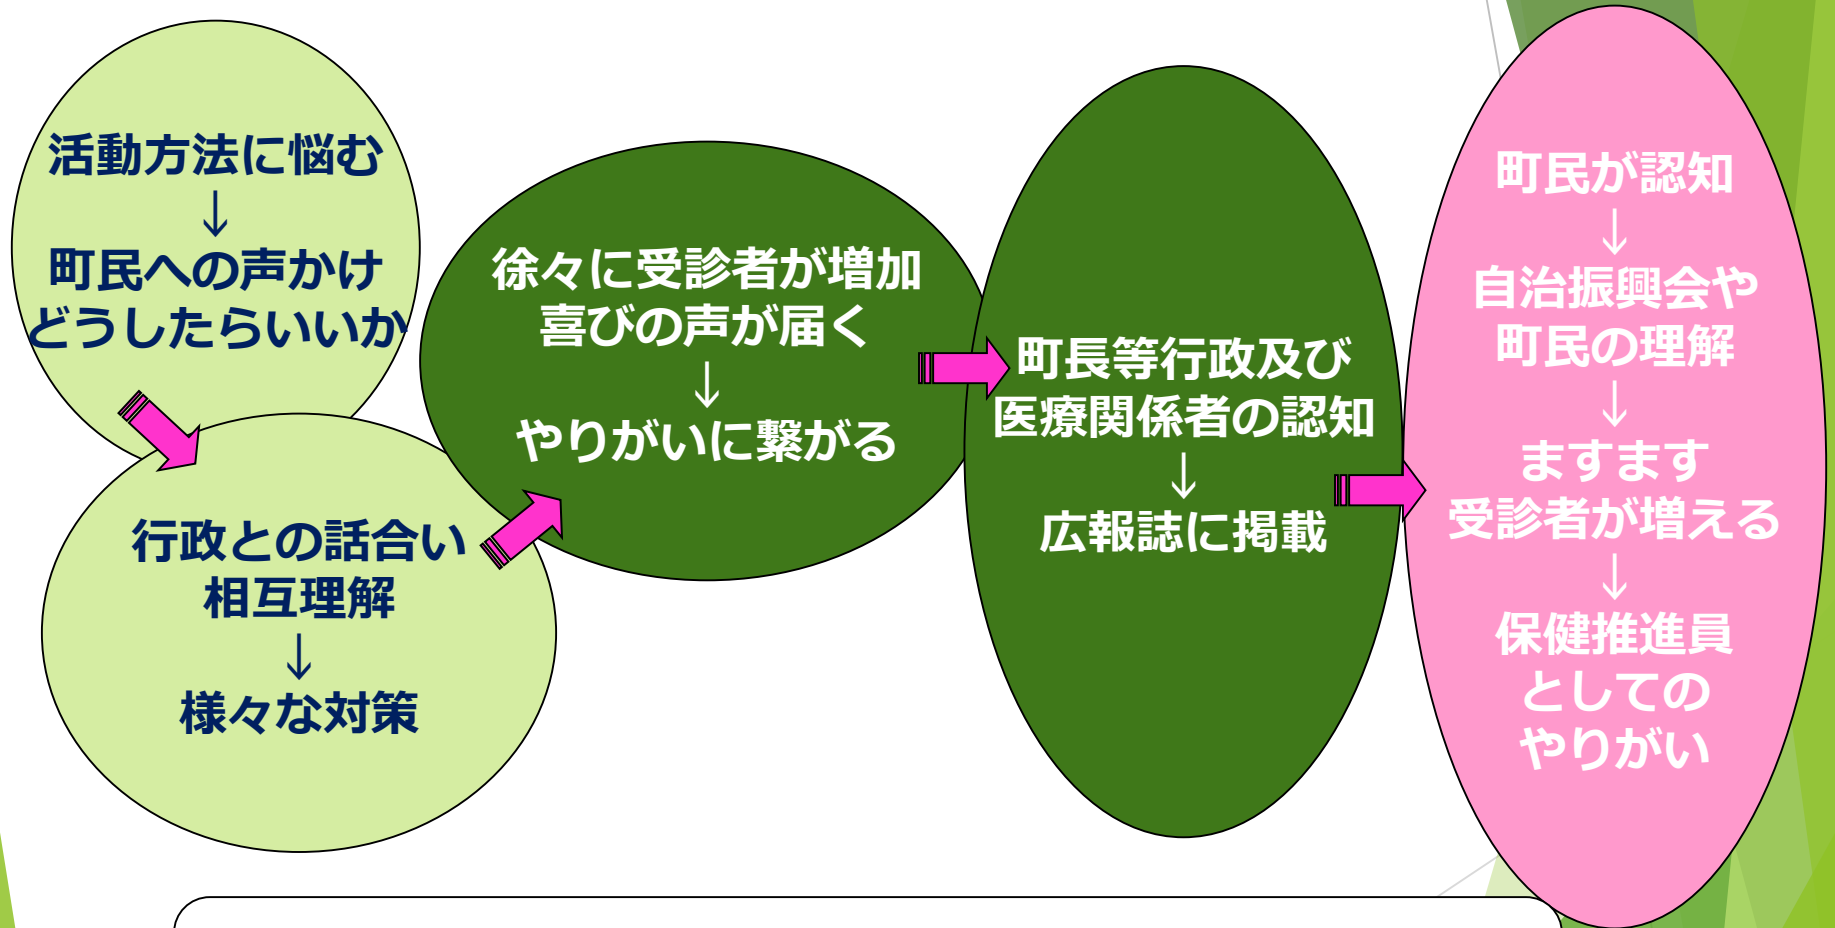 活動方法に悩む
↓
町民への声かけ
どうしたらいいか
行政との話合い
相互理解
↓
様々な対策
徐々に受診者が増加
喜びの声が届く
↓
やりがいに繋がる
町長等行政及び
医療関係者の認知
↓
広報誌に掲載
町民が認知
↓
自治振興会や
町民の理解
↓
ますます
受診者が増える
↓
保健推進員
としての
やりがい